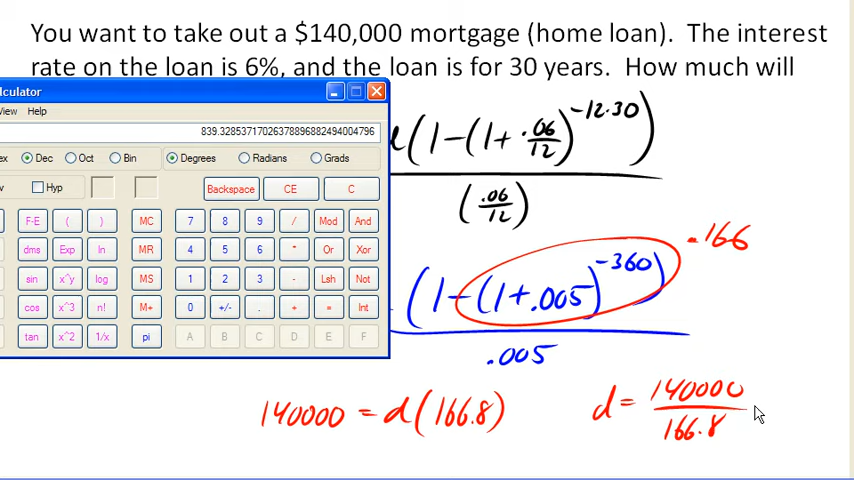 You want to take out a $140,000 mortgage (home loan). The interest
rate on the loan is 6%, and the loan is for 30 years. How much will
lculator
View Help
839.32853717026378896882494004796
ex Dec Oct Bin Degrees Radians Grads
v Hyp Backspace CE C
F-E ( ) MC 7 8 9 / Mod And
dms Exp ln MR 4 5 6 * Or Xor
sin x^y log MS 1 2 3 - Lsh Not
cos x^3 n! M+ 0 +/- . + = Int
tan x^2 1/x pi A B C D E F
(1-(1+.06/12)^-12·30)
(.06/12)
(1-(1+.005)^-360) .166
.005
140000 = d(166.8)
d = 140000
166.8